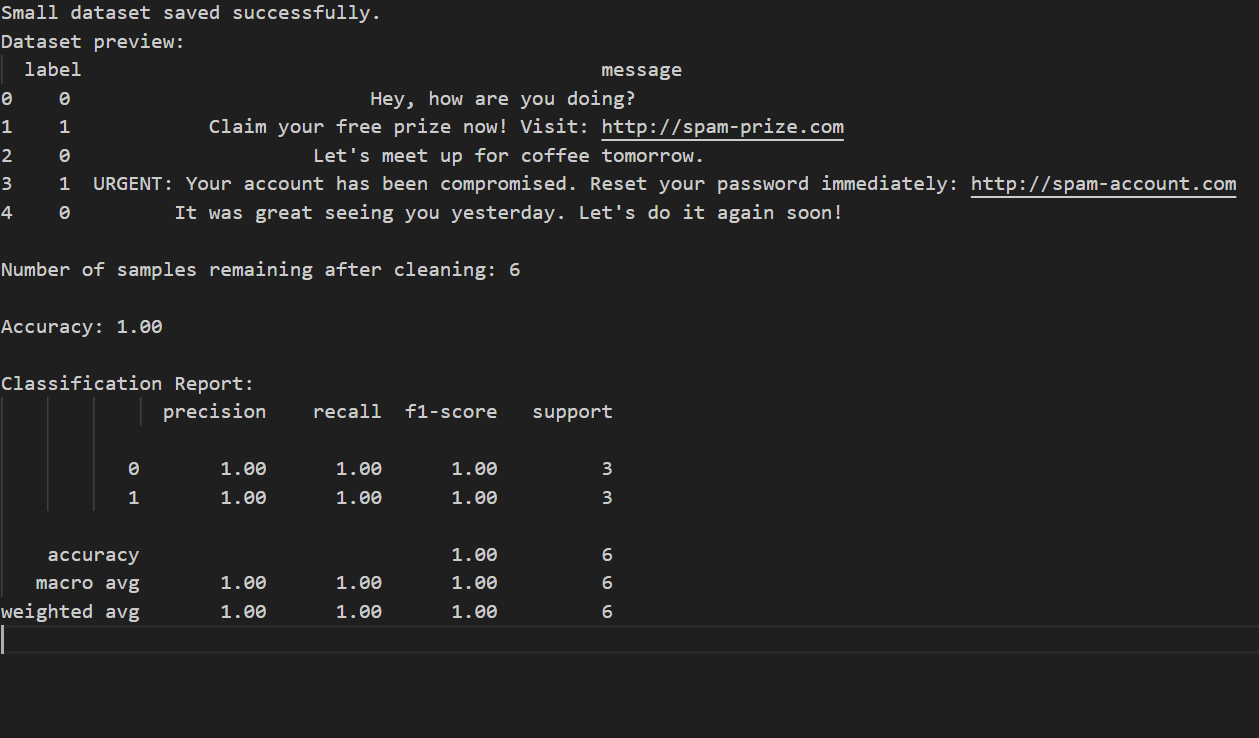 Small dataset saved successfully.
Dataset preview:
label message
0 0 Hey, how are you doing?
1 1 Claim your free prize now! Visit: http://spam-prize.com
2 0 Let's meet up for coffee tomorrow.
3 1 URGENT: Your account has been compromised. Reset your password immediately: http://spam-account.com
4 0 It was great seeing you yesterday. Let's do it again soon!
Number of samples remaining after cleaning: 6
Accuracy: 1.00
Classification Report:
precision recall f1-score support
0 1.00 1.00 1.00 3
1 1.00 1.00 1.00 3
accuracy 1.00 6
macro avg 1.00 1.00 1.00 6
weighted avg 1.00 1.00 1.00 6